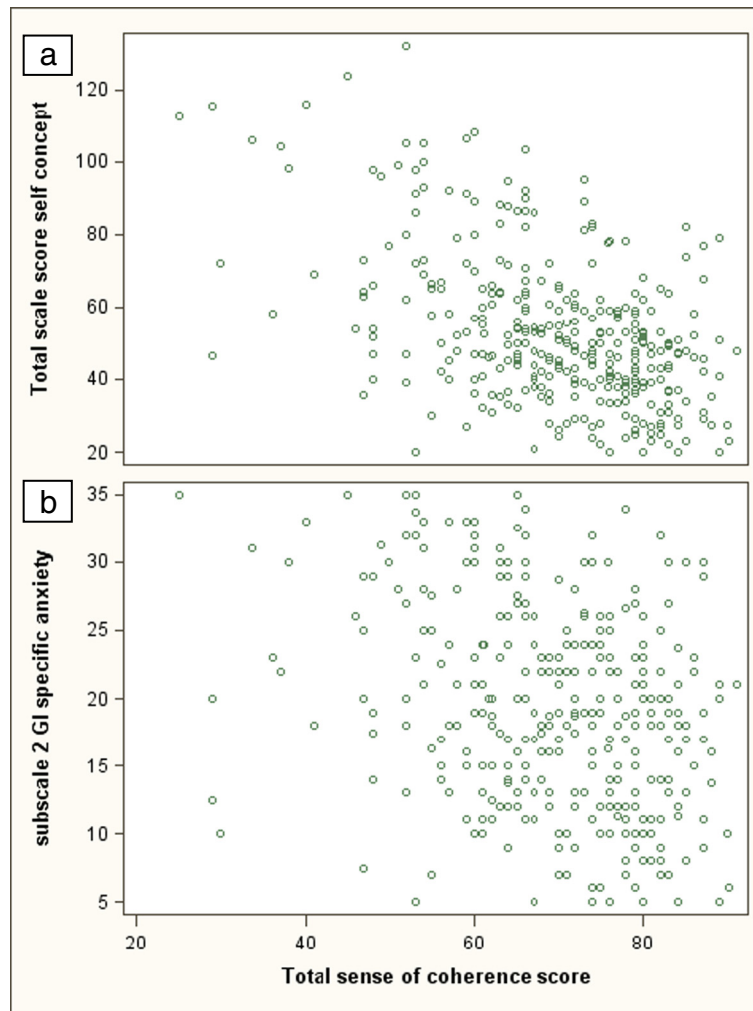 a
Total scale score self concept
120
100
80
60
40
20
b
subscale 2 GI specific anxiety
35
30
25
20
15
10
5
20 40 60 80
Total sense of coherence score